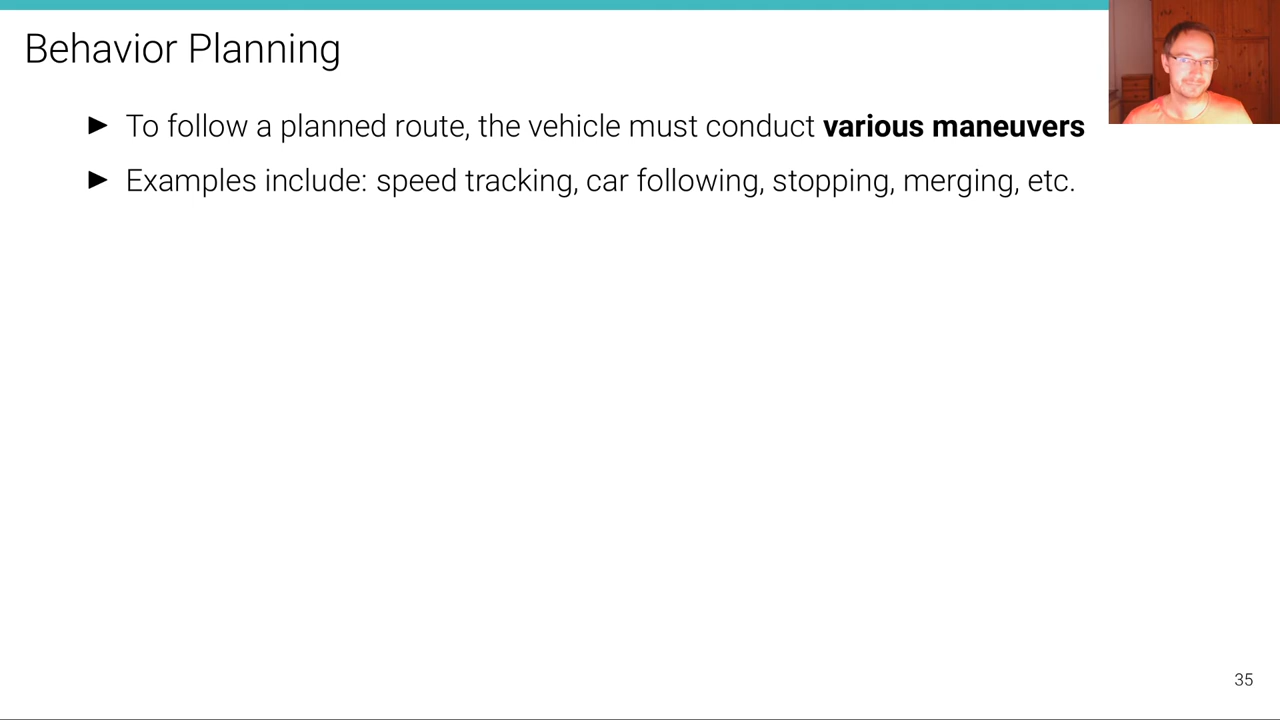 Behavior Planning
► To follow a planned route, the vehicle must conduct various maneuvers
► Examples include: speed tracking, car following, stopping, merging, etc.
35